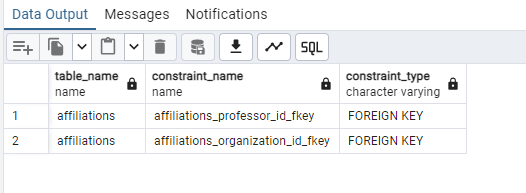 Data Output Messages Notifications
SQL
table_name constraint_name constraint_type
name name character varying
1 affiliations affiliations_professor_id_fkey FOREIGN KEY
2 affiliations affiliations_organization_id_fkey FOREIGN KEY